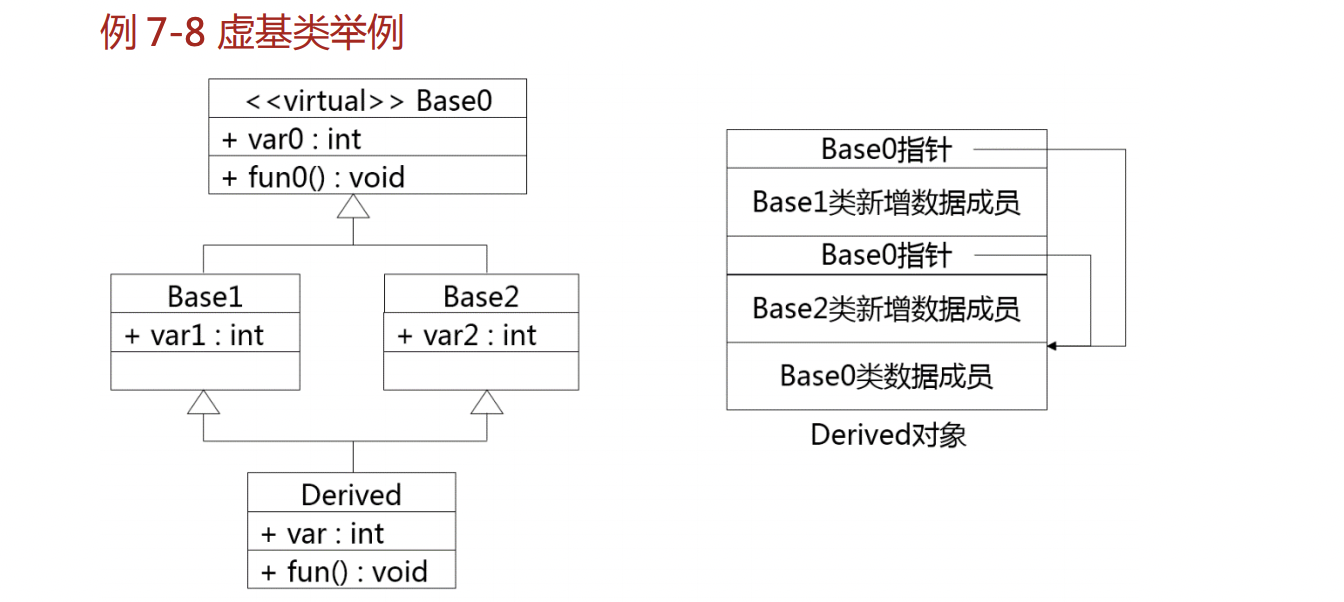 例 7-8 虚基类举例
<<virtual>> Base0
+ var0 : int
+ fun0() : void
Base1
+ var1 : int
Base2
+ var2 : int
Derived
+ var : int
+ fun() : void
Base0指针
Base1类新增数据成员
Base0指针
Base2类新增数据成员
Base0类数据成员
Derived对象